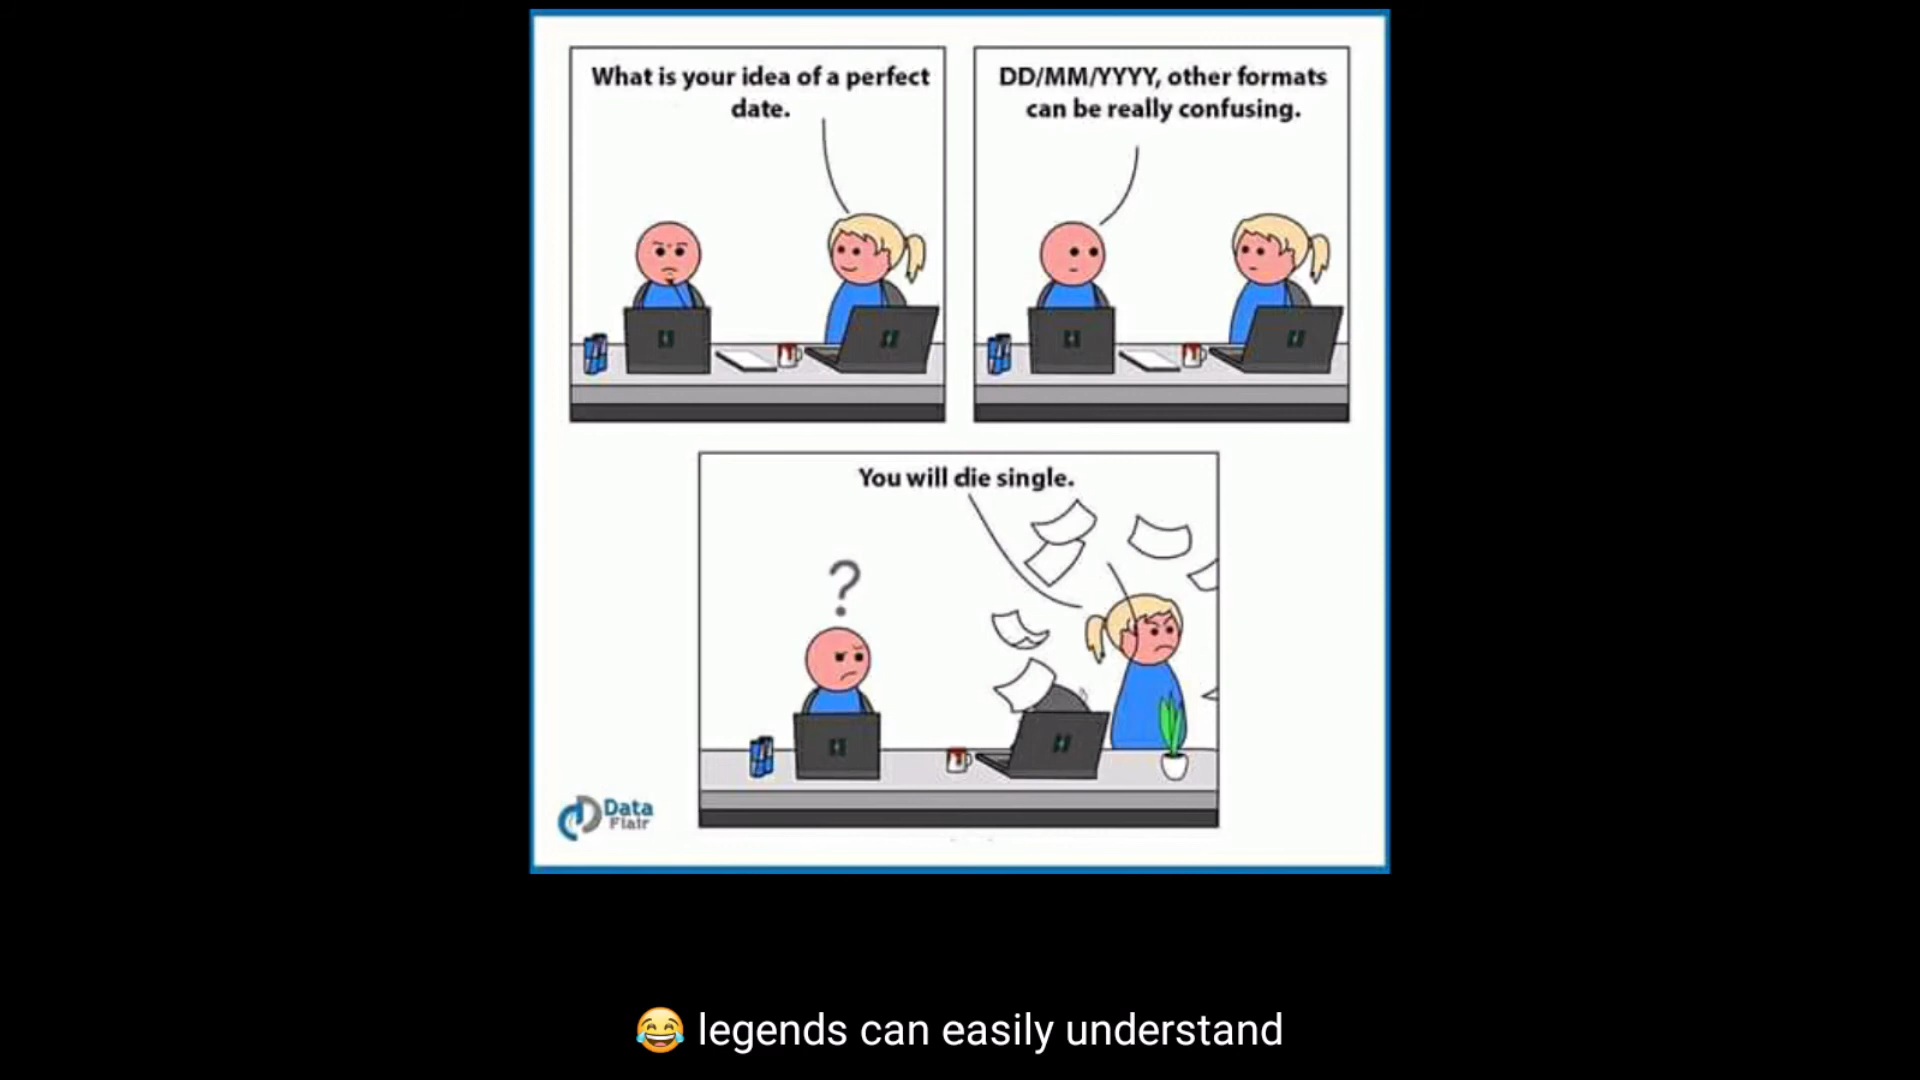 What is your idea of a perfect
date.
DD/MM/YYYY, other formats
can be really confusing.
You will die single.
?
Data
Flair
😂 legends can easily understand